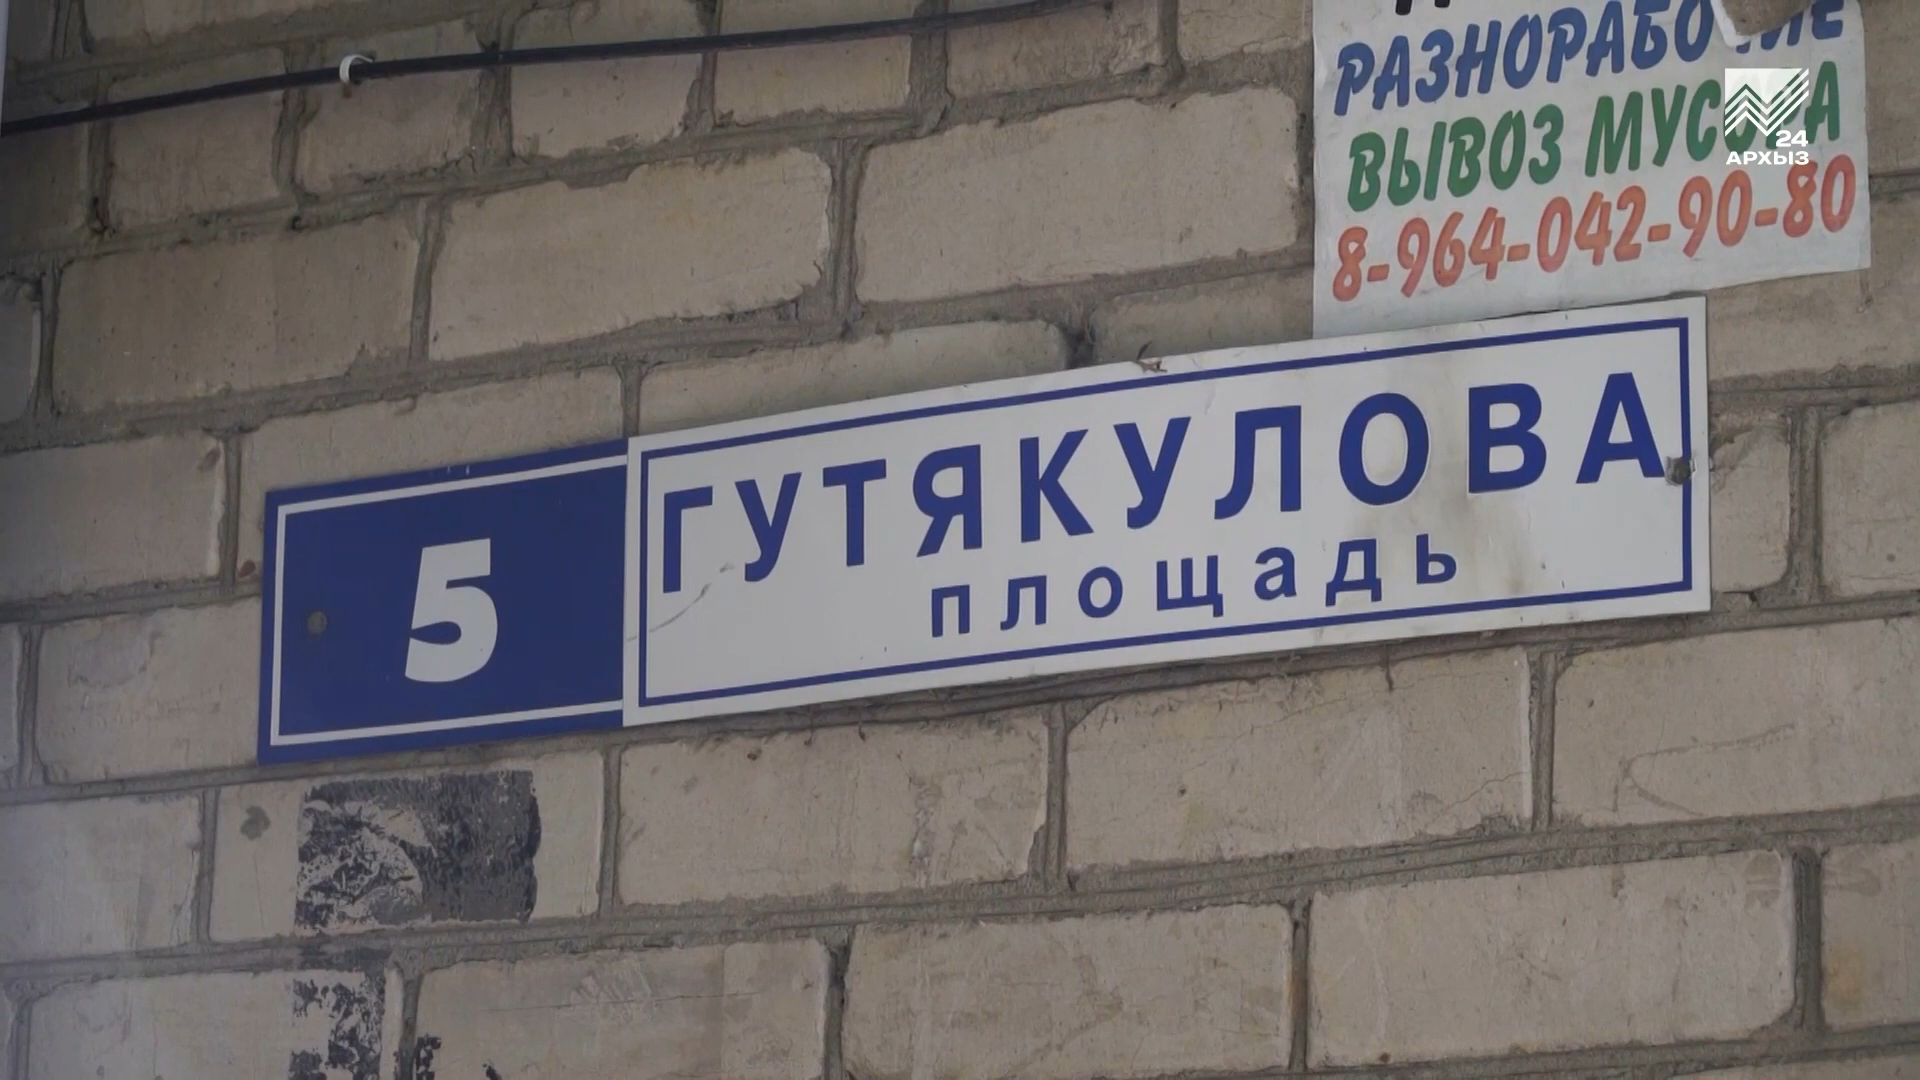 РАЗНОРАБОЧИЕ
ВЫВОЗ МУСОРА
8-964-042-90-80
24
АРХЫЗ
5
ГУТЯКУЛОВА
площадь